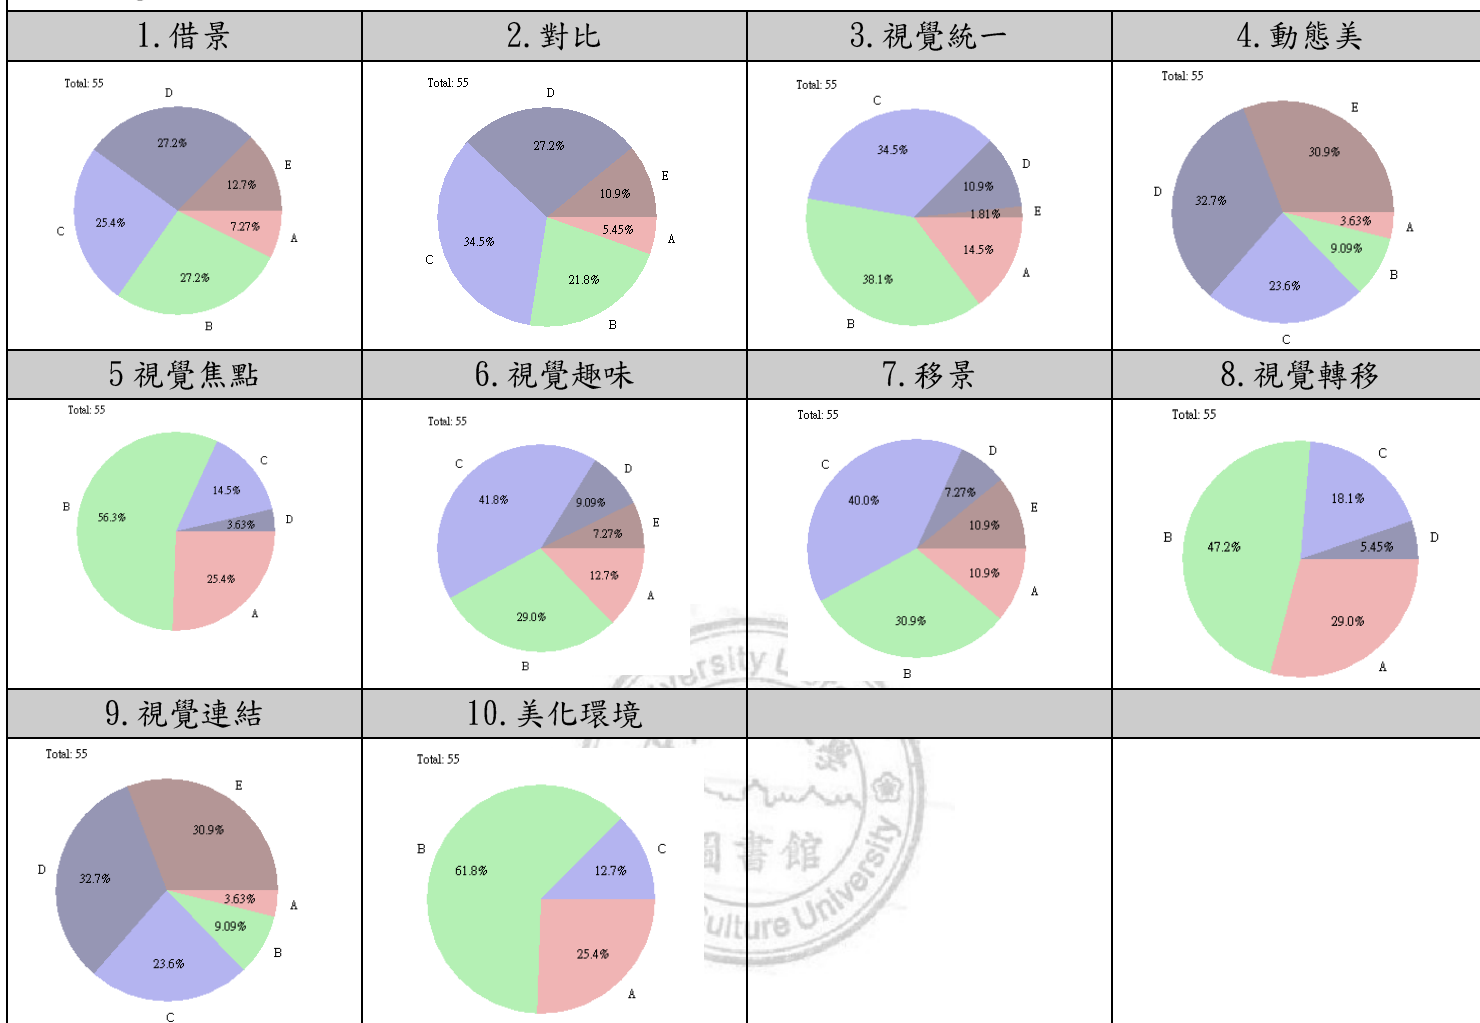 1.借景
2.對比
3.視覺統一
4.動態美
Total: 55
D
27.2%
E
12.7%
C
25.4%
7.27%
A
27.2%
B
Total: 55
D
27.2%
E
10.9%
C
34.5%
5.45%
A
21.8%
B
Total: 55
C
34.5%
D
10.9%
1.81%
E
14.5%
A
38.1%
B
Total: 55
E
30.9%
D
32.7%
3.63%
A
9.09%
B
23.6%
C
5 視覺焦點
6.視覺趣味
7.移景
8.視覺轉移
Total: 55
C
14.5%
B
56.3%
3.63%
D
25.4%
A
Total: 55
C
41.8%
D
9.09%
E
7.27%
12.7%
A
29.0%
B
Total: 55
C
40.0%
D
7.27%
E
10.9%
10.9%
A
30.9%
B
Total: 55
C
18.1%
B
47.2%
5.45%
D
29.0%
A
9.視覺連結
10.美化環境
Total: 55
E
30.9%
D
32.7%
3.63%
A
9.09%
B
23.6%
C
Total: 55
B
61.8%
C
12.7%
25.4%
A
書館
University